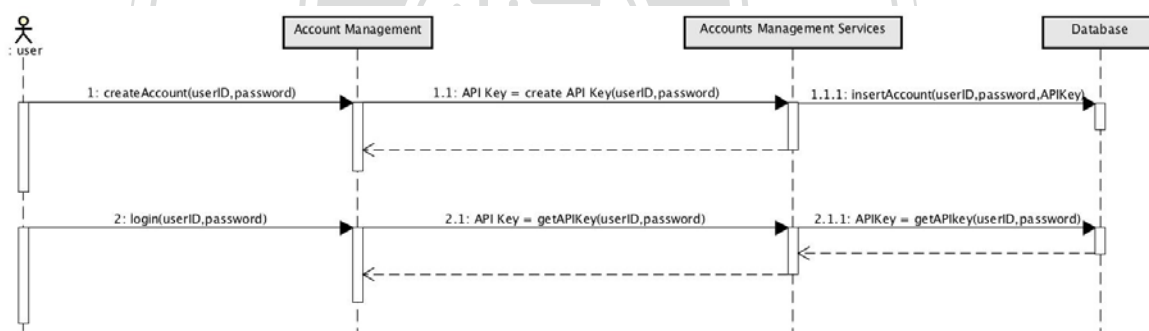 : user
Account Management
Accounts Management Services
Database
1: createAccount(userID,password)
1.1: API Key = create API Key(userID,password)
1.1.1: insertAccount(userID,password,APIKey)
2: login(userID,password)
2.1: API Key = getAPIKey(userID,password)
2.1.1: APIKey = getAPIkey(userID,password)